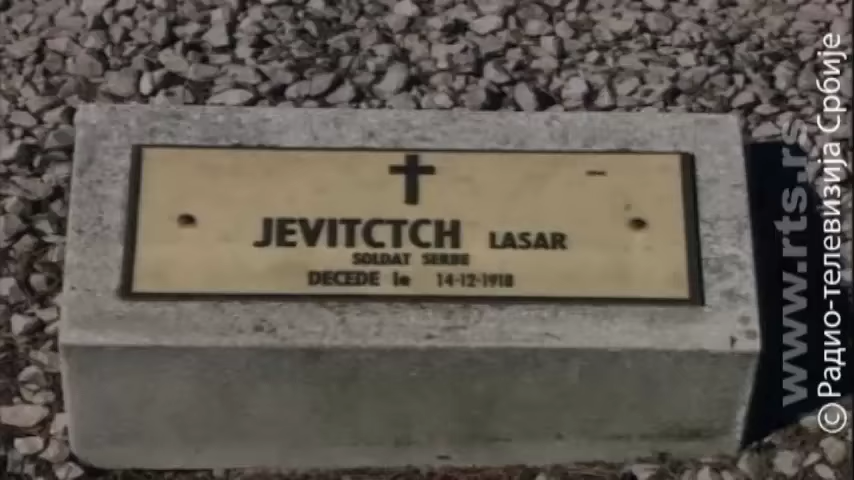 JEVITCTCH LASAR
SOLDAT SERBE
DECEDE le 14-12-1918
www.rts.rs
©Радио-телевизија Србије